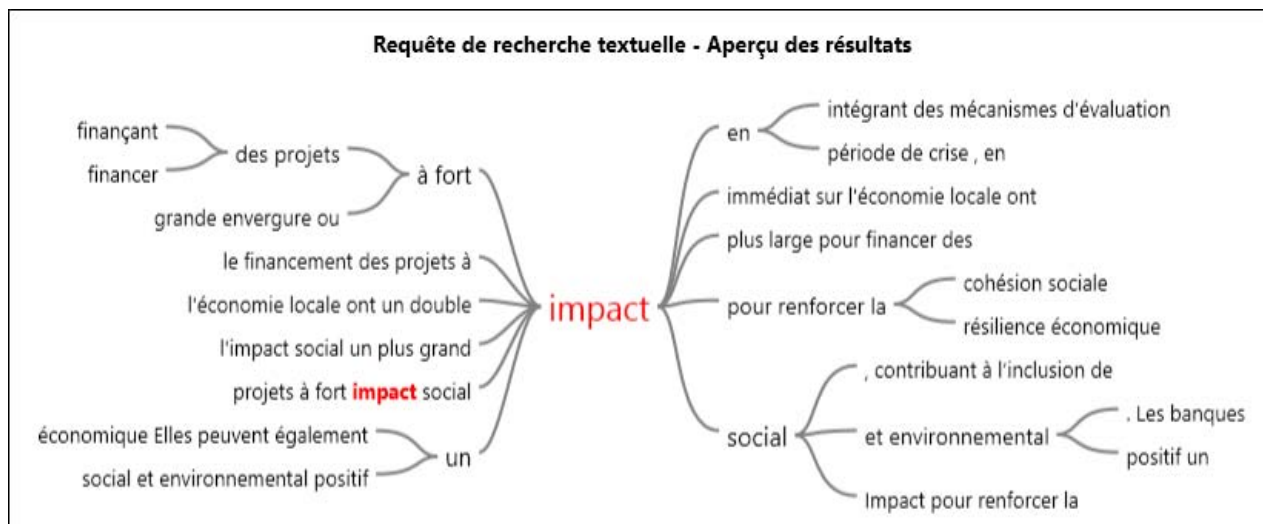 Requête de recherche textuelle - Aperçu des résultats
finançant
financer
des projets
grande envergure ou
à fort
le financement des projets à
l'économie locale ont un double
l'impact social un plus grand
projets à fort impact social
économique Elles peuvent également
social et environnemental positif
un
impact
en
intégrant des mécanismes d'évaluation
période de crise , en
immédiat sur l'économie locale ont
plus large pour financer des
pour renforcer la
cohésion sociale
résilience économique
social
, contribuant à l'inclusion de
et environnemental
. Les banques
positif un
Impact pour renforcer la